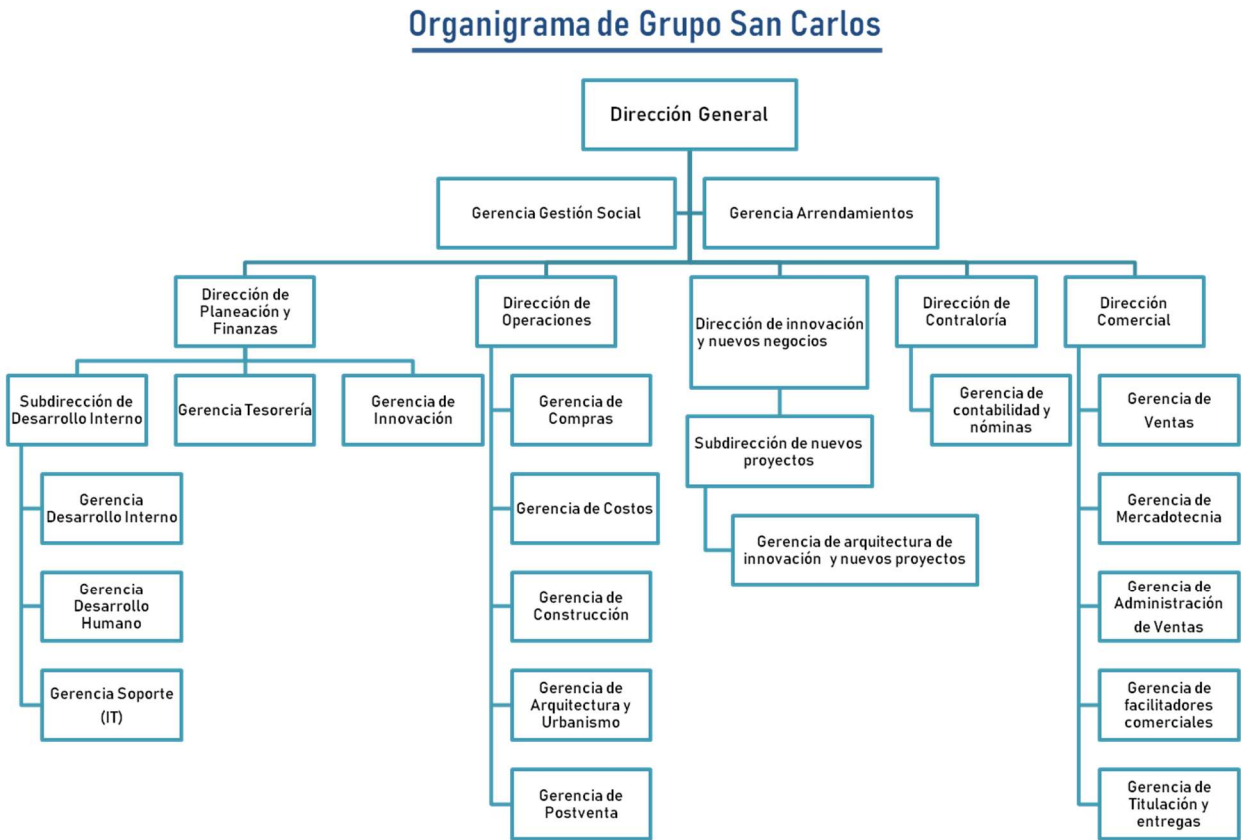 Organigrama de Grupo San Carlos
Dirección General
Gerencia Gestión Social
Gerencia Arrendamientos
Dirección de
Planeación y
Finanzas
Dirección de
Operaciones
Dirección de innovación
y nuevos negocios
Dirección de
Contraloría
Dirección
Comercial
Subdirección de
Desarrollo Interno
Gerencia Tesorería
Gerencia de
Innovación
Gerencia
Desarrollo Interno
Gerencia
Desarrollo
Humano
Gerencia Soporte
(IT)
Gerencia de
Compras
Gerencia de Costos
Gerencia de
Construcción
Gerencia de
Arquitectura y
Urbanismo
Gerencia de
Postventa
Subdirección de nuevos
proyectos
Gerencia de arquitectura de
innovación y nuevos proyectos
Gerencia de
contabilidad y
nóminas
Gerencia de
Ventas
Gerencia de
Mercadotecnia
Gerencia de
Administración
de Ventas
Gerencia de
facilitadores
comerciales
Gerencia de
Titulación y
entregas